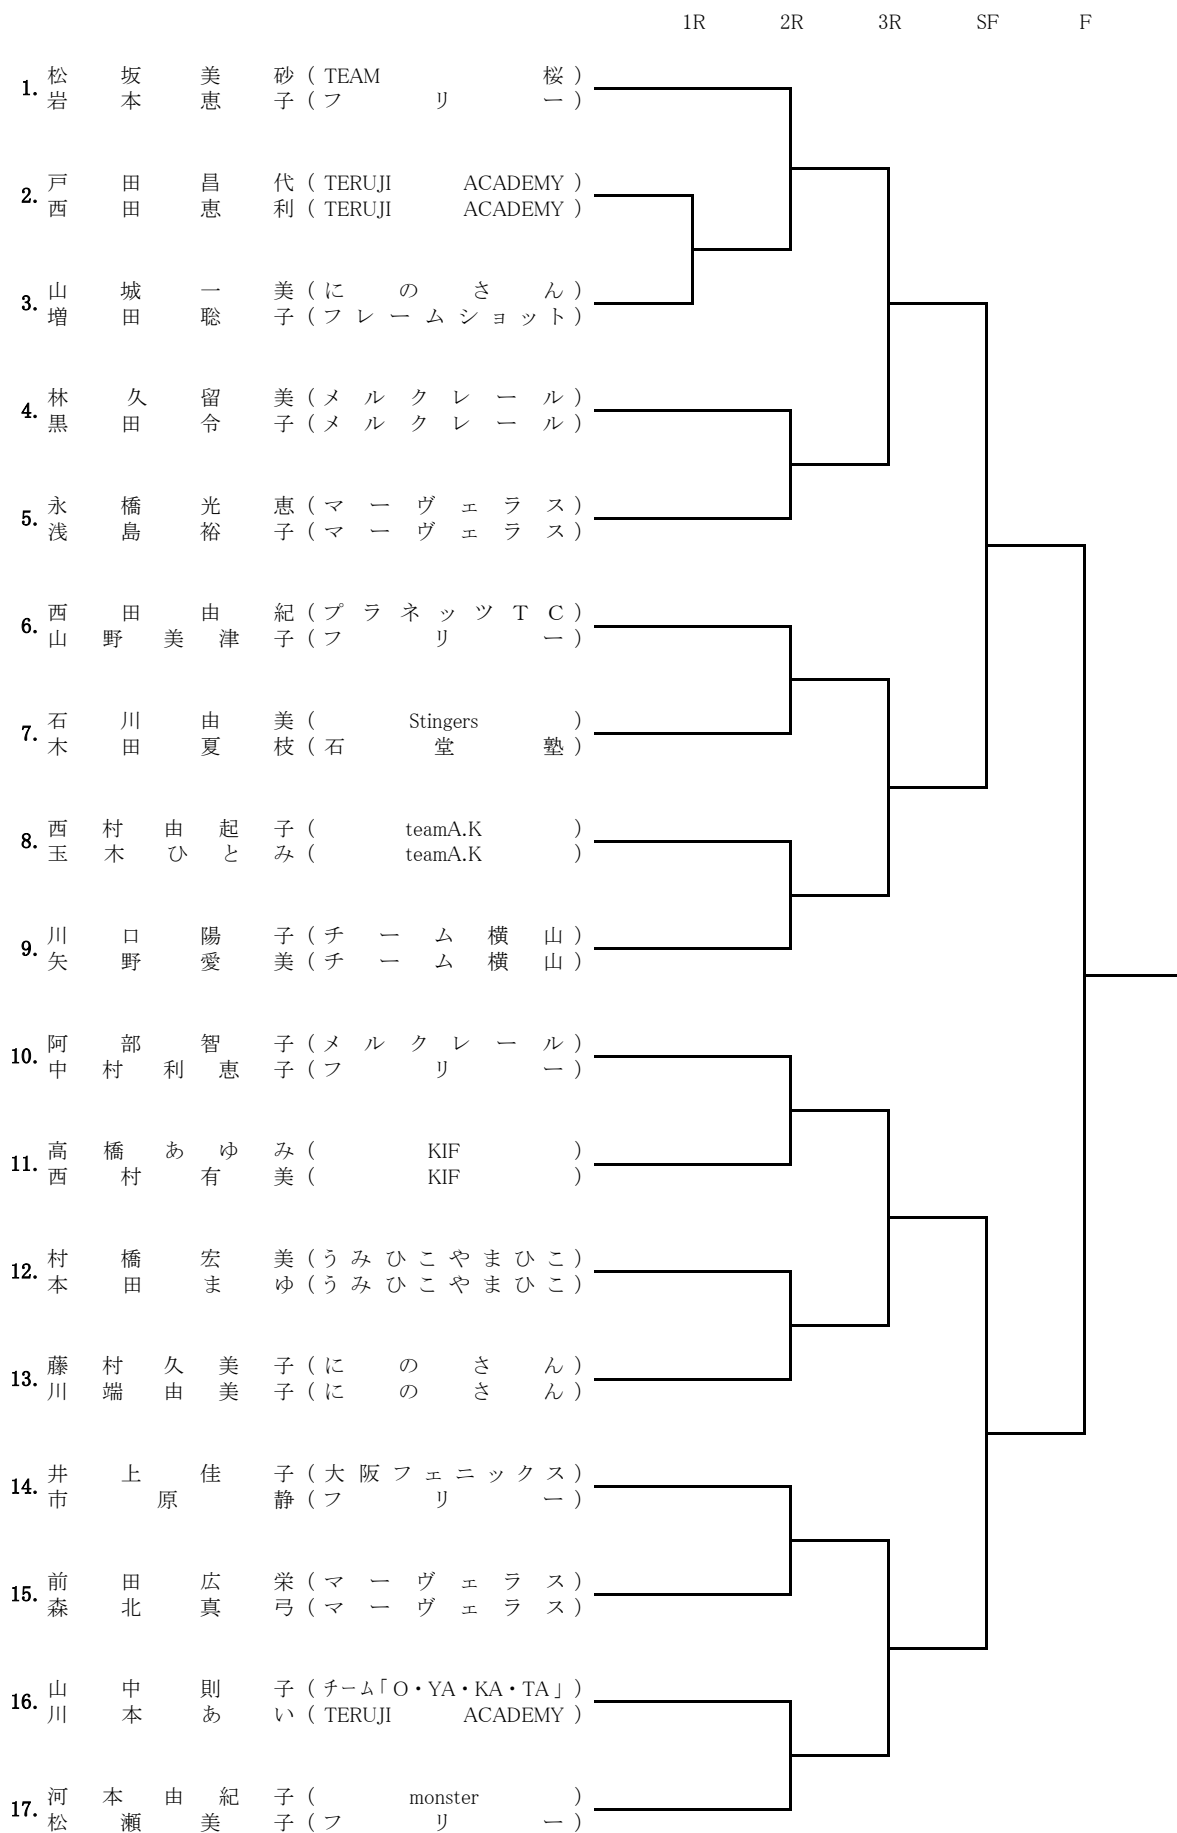 1R 2R 3R SF F
1. 松坂美砂(TEAM 桜)
岩本恵子(フリー)
2. 戸田昌代(TERUJI ACADEMY)
西田恵利(TERUJI ACADEMY)
3. 山城一美(にのさん)
増田聡子(フレームショット)
4. 林久留美(メルクレール)
黒田令子(メルクレール)
5. 永橋光恵(マーヴェラス)
浅島裕子(マーヴェラス)
6. 西田由紀(プラネッツTC)
山野美津子(フリー)
7. 石川由美(Stingers)
木田夏枝(石堂塾)
8. 西村由起子(teamA.K)
玉木ひとみ(teamA.K)
9. 川口陽子(チーム横山)
矢野愛美(チーム横山)
10. 阿部智子(メルクレール)
中村利恵子(フリー)
11. 高橋あゆみ(KIF)
西村有美(KIF)
12. 村橋宏美(うみひこやまひこ)
本田まゆ(うみひこやまひこ)
13. 藤村久美子(にのさん)
川端由美子(にのさん)
14. 井上佳子(大阪フェニックス)
市原静(フリー)
15. 前田広栄(マーヴェラス)
森北真弓(マーヴェラス)
16. 山中則子(チーム「O・YA・KA・TA」)
川本あい(TERUJI ACADEMY)
17. 河本由紀子(monster)
松瀬美子(フリー)